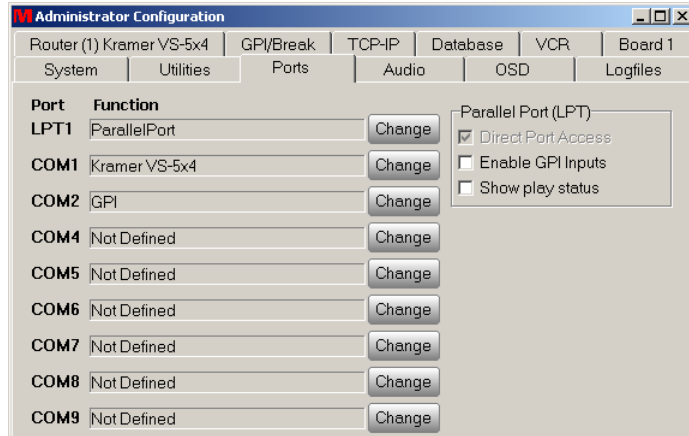 Administrator Configuration
Router (1) Kramer VS-5x4 GPI/Break TCP-IP Database VCR Board 1
System Utilities Ports Audio OSD Logfiles
Port Function
LPT1 ParallelPort Change
COM1 Kramer VS-5x4 Change
COM2 GPI Change
COM4 Not Defined Change
COM5 Not Defined Change
COM6 Not Defined Change
COM7 Not Defined Change
COM8 Not Defined Change
COM9 Not Defined Change
Parallel Port (LPT)
Direct Port Access
Enable GPI Inputs
Show play status